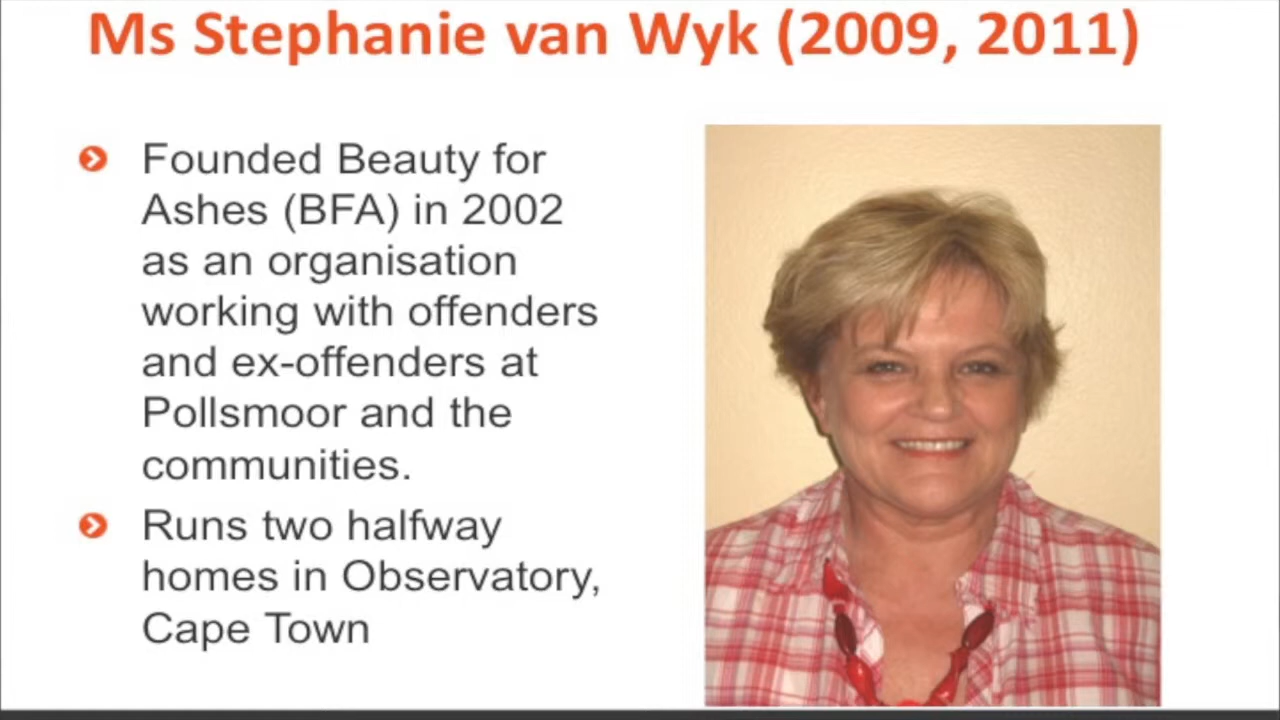 Ms Stephanie van Wyk (2009, 2011)
Founded Beauty for
Ashes (BFA) in 2002
as an organisation
working with offenders
and ex-offenders at
Pollsmoor and the
communities.
Runs two halfway
homes in Observatory,
Cape Town